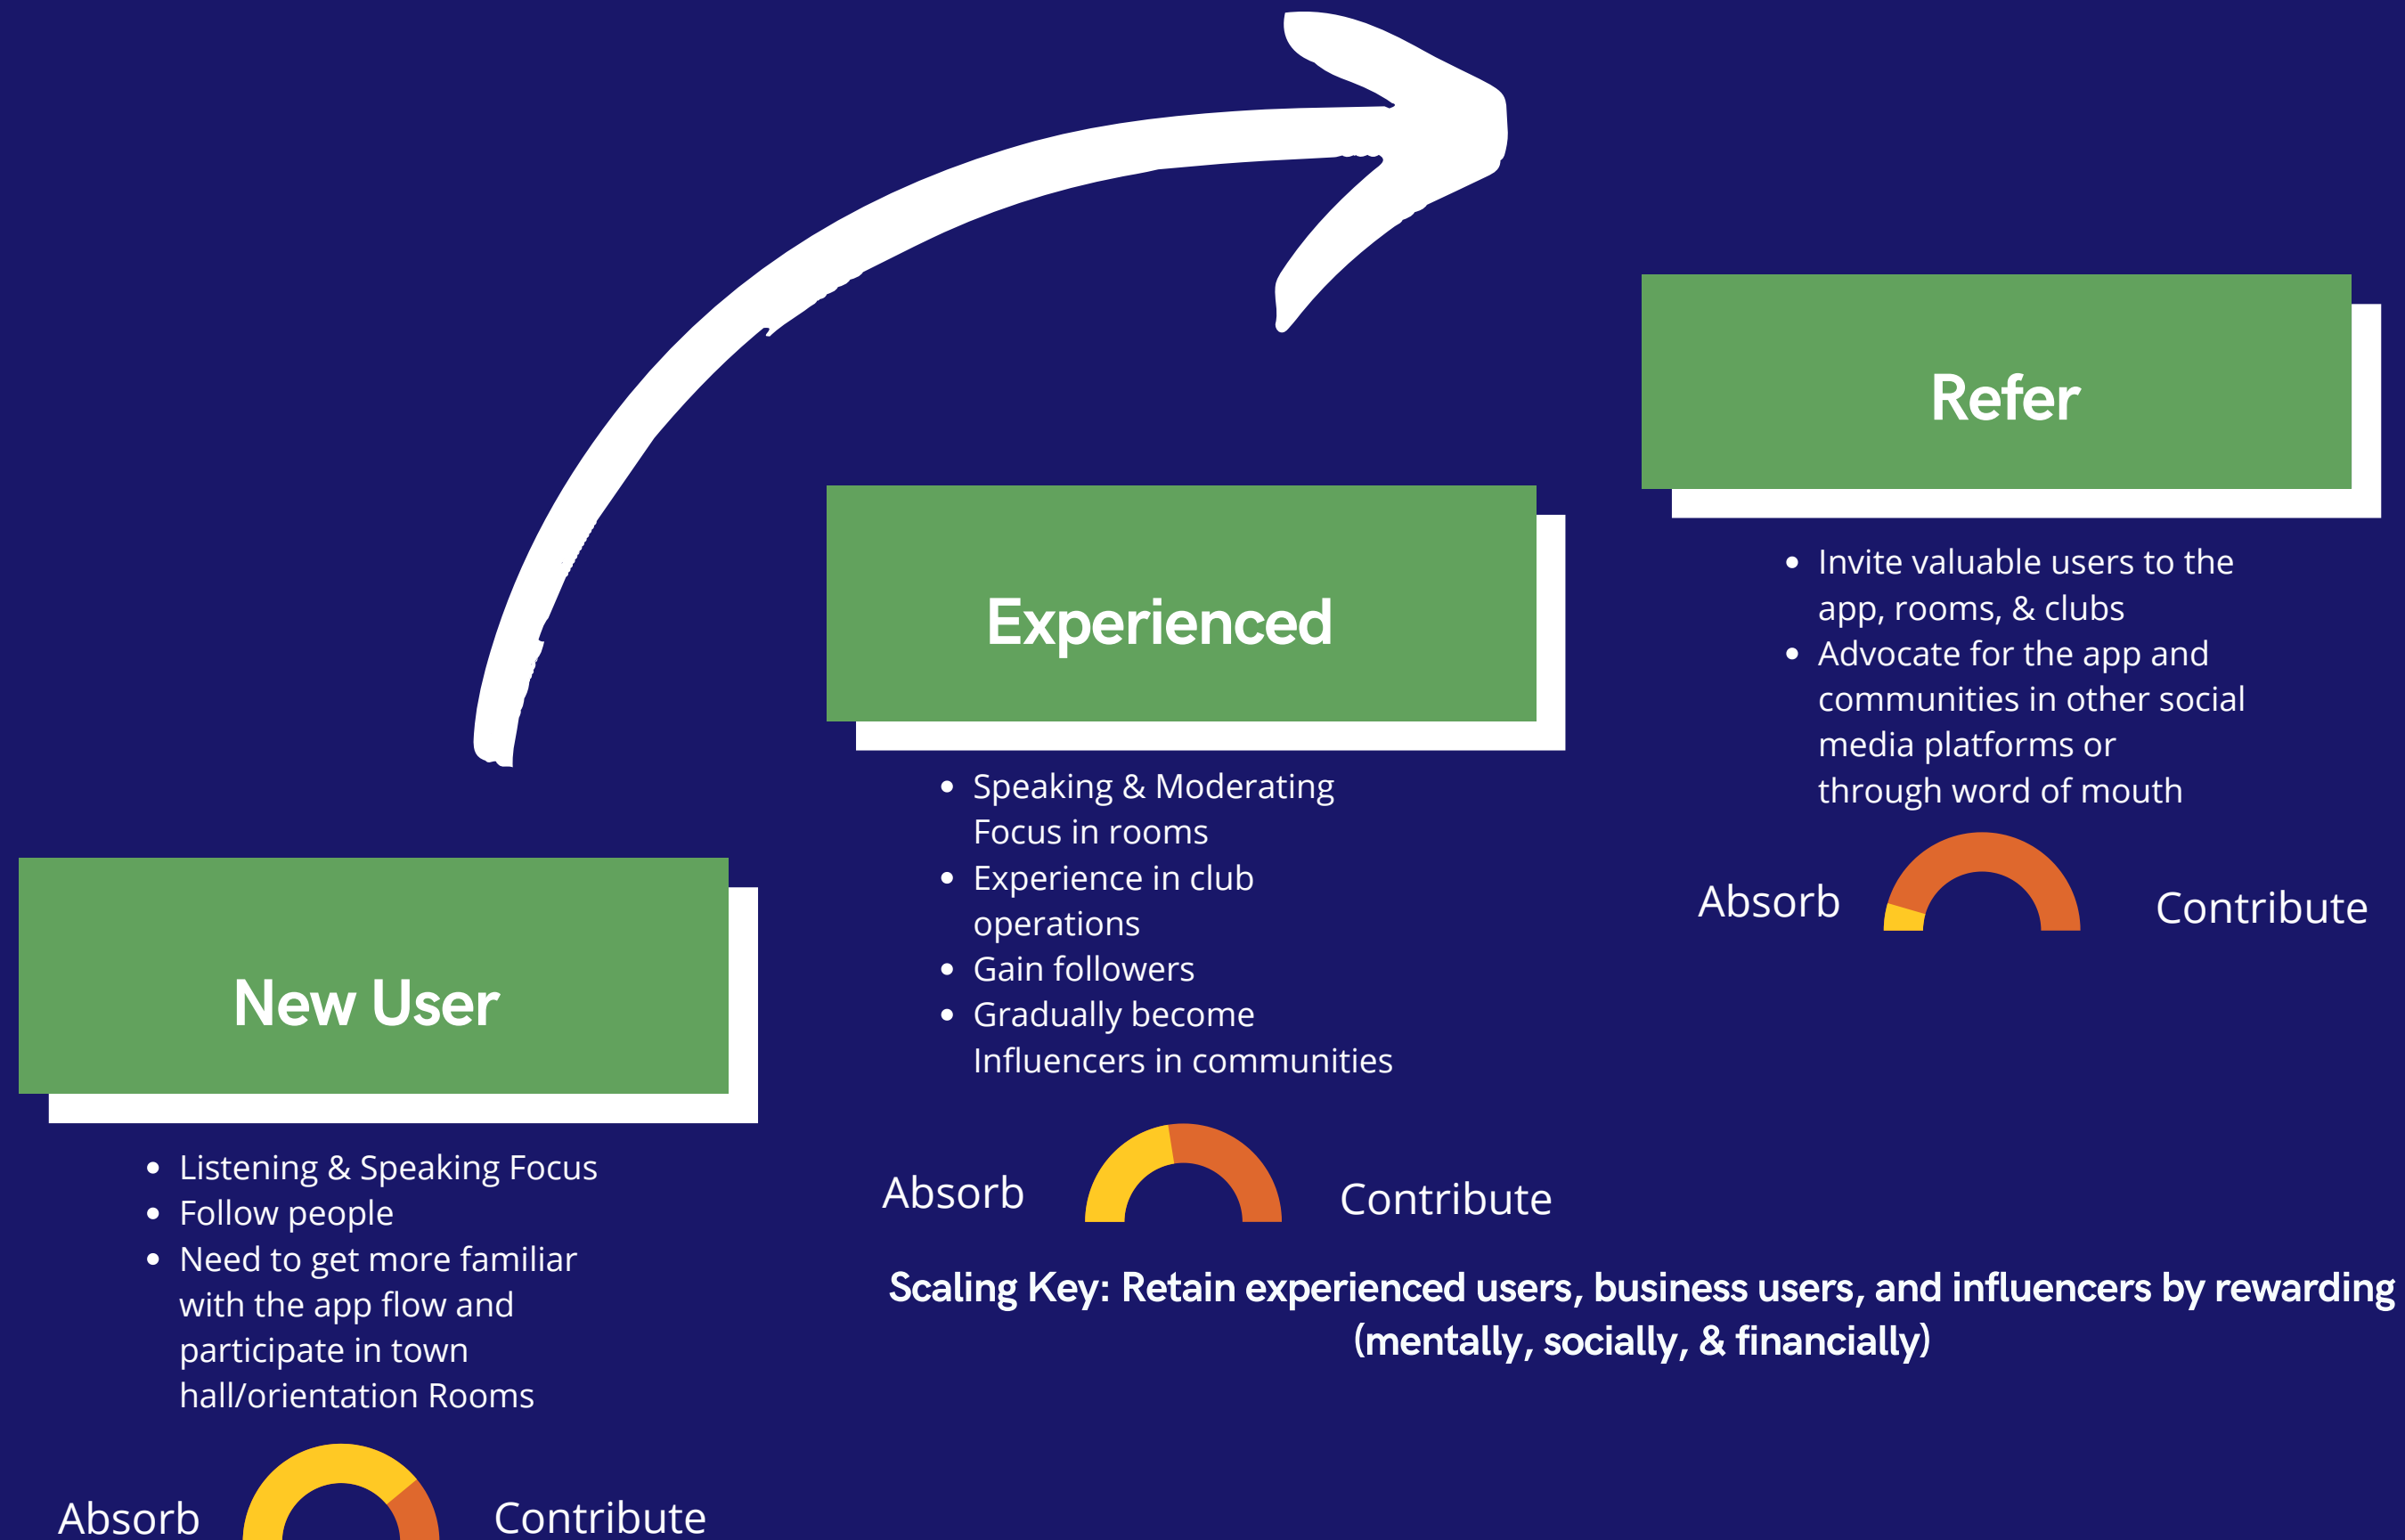 New User
• Listening & Speaking Focus
• Follow people
• Need to get more familiar
with the app flow and
participate in town
hall/orientation Rooms
Absorb
Contribute
Experienced
• Speaking & Moderating
Focus in rooms
• Experience in club
operations
• Gain followers
• Gradually become
Influencers in communities
Absorb
Contribute
Refer
• Invite valuable users to the
app, rooms, & clubs
• Advocate for the app and
communities in other social
media platforms or
through word of mouth
Absorb
Contribute
Scaling Key: Retain experienced users, business users, and influencers by rewarding
(mentally, socially, & financially)